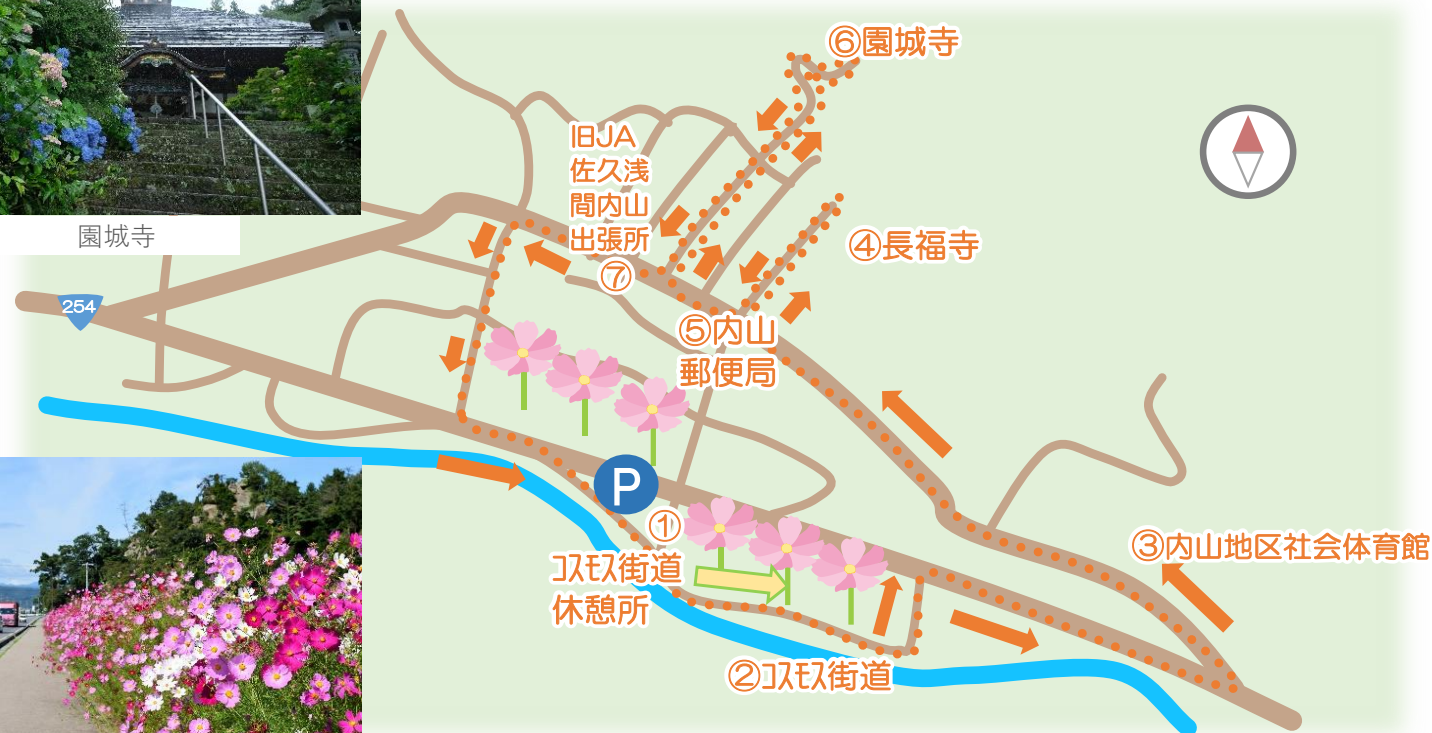 ⑥園城寺
旧JA
佐久浅
間内山
出張所
⑦
園城寺
④長福寺
254
⑤内山
郵便局
P
①
ｺｽﾓｽ街道
休憩所
③内山地区社会体育館
②ｺｽﾓｽ街道